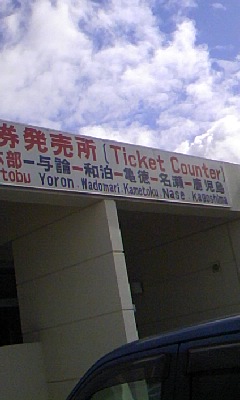 券発売所 (Ticket Counter)
部-与論-和泊-亀徳-名瀬-鹿児島
tobu Yoron. Wadomari. Kametoku. Nase. Kagoshima